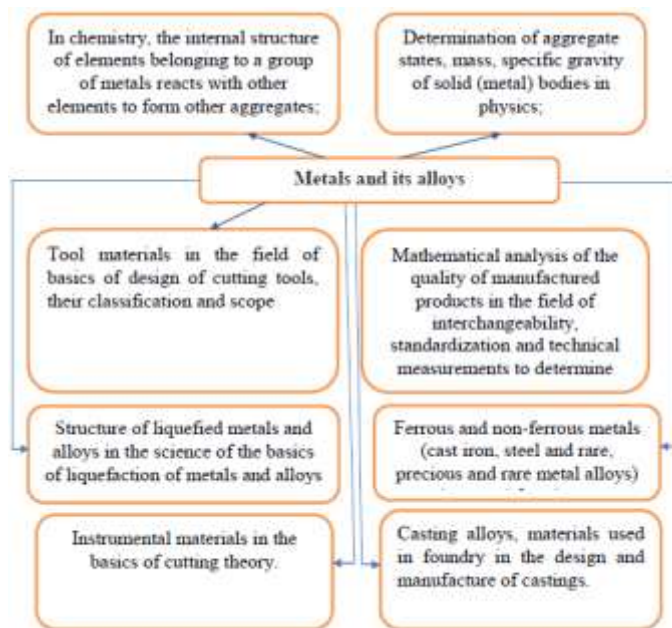 In chemistry, the internal structure
of elements belonging to a group
of metals reacts with other
elements to form other aggregates;
Determination of aggregate
states, mass, specific gravity
of solid (metal) bodies in
physics;
Metals and its alloys
Tool materials in the field of
basics of design of cutting tools,
their classification and scope
Mathematical analysis of the
quality of manufactured
products in the field of
interchangeability,
standardization and technical
measurements to determine
Structure of liquefied metals and
alloys in the science of the basics
of liquefaction of metals and alloys
Ferrous and non-ferrous metals
(cast iron, steel and rare,
precious and rare metal alloys)
Instrumental materials in the
basics of cutting theory.
Casting alloys, materials used
in foundry in the design and
manufacture of castings.